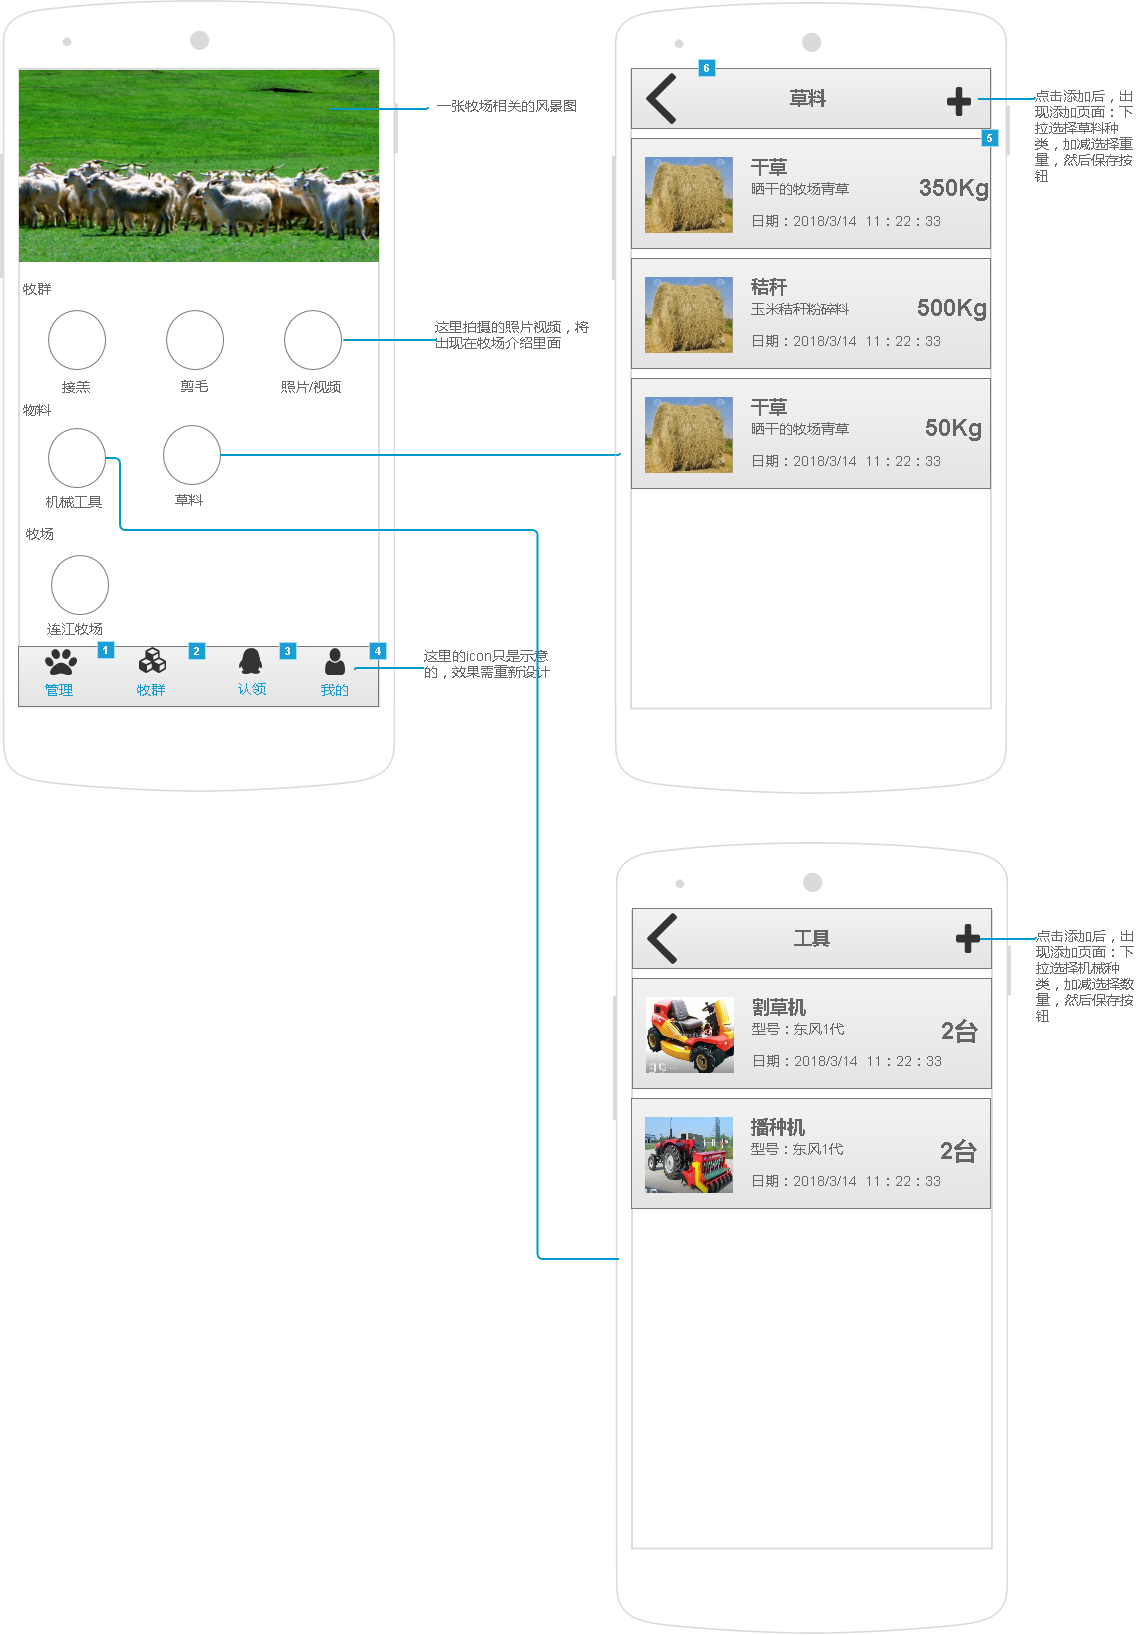 一张牧场相关的风景图
牧群
接羔
剪毛
照片/视频
这里拍摄的照片视频，将
出现在牧场介绍里面
物料
机械工具
草料
牧场
连江牧场
1
2
3
4
管理
牧群
认领
我的
这里的icon只是示意
的，效果需重新设计
6
草料
点击添加后，出
现添加页面：下
拉选择草料种
类，加减选择重
量，然后保存按
钮
5
干草
晒干的牧场青草
350Kg
日期：2018/3/14 11：22：33
秸秆
玉米秸秆粉碎料
500Kg
日期：2018/3/14 11：22：33
干草
晒干的牧场青草
50Kg
日期：2018/3/14 11：22：33
工具
点击添加后，出
现添加页面：下
拉选择机械种
类，加减选择数
量，然后保存按
钮
割草机
型号：东风1代
2台
日期：2018/3/14 11：22：33
播种机
型号：东风1代
2台
日期：2018/3/14 11：22：33